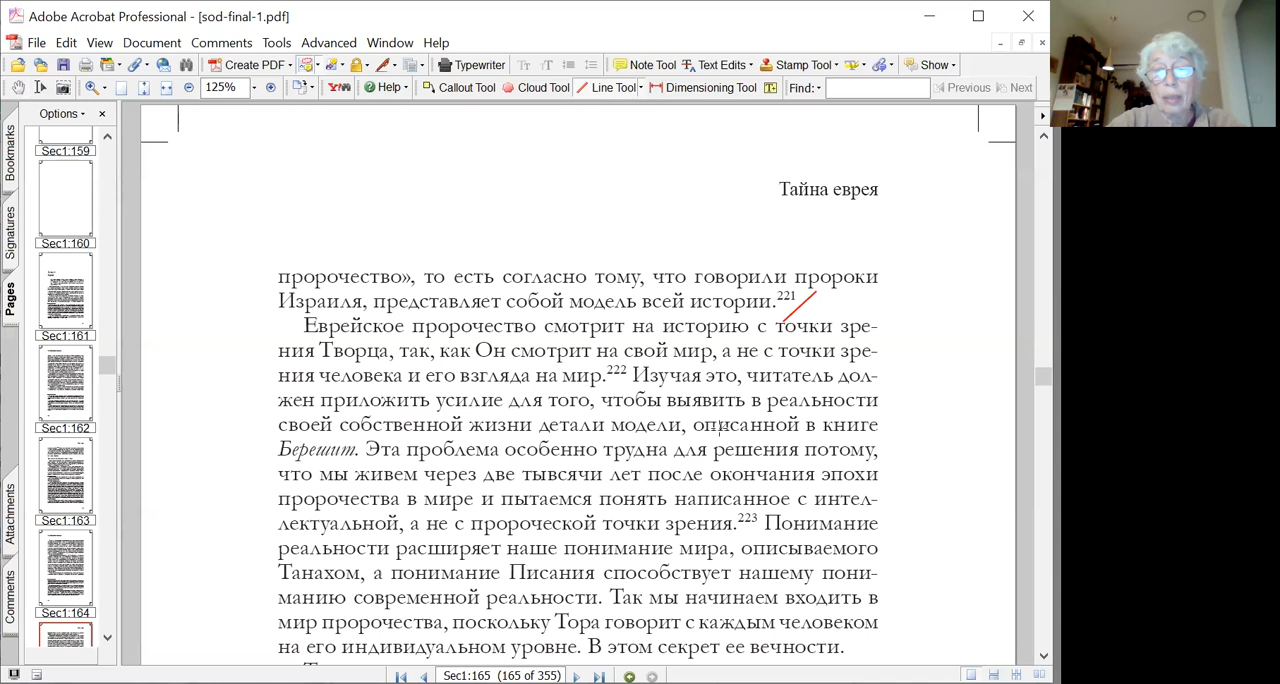 Adobe Acrobat Professional - [sod-final-1.pdf]
File Edit View Document Comments Tools Advanced Window Help
Create PDF Typewriter Note Tool Text Edits Stamp Tool Show
125% Help Callout Tool Cloud Tool Line Tool Dimensioning Tool Find: Previous Next
Options
Bookmarks
Signatures
Pages
Attachments
Comments
Sec1:159
Sec1:160
Sec1:161
Sec1:162
Sec1:163
Sec1:164
Тайна еврея
пророчество», то есть согласно тому, что говорили пророки
Израиля, представляет собой модель всей истории.221
Еврейское пророчество смотрит на историю с точки зре-
ния Творца, так, как Он смотрит на свой мир, а не с точки зре-
ния человека и его взгляда на мир.222 Изучая это, читатель дол-
жен приложить усилие для того, чтобы выявить в реальности
своей собственной жизни детали модели, описанной в книге
Берешит. Эта проблема особенно трудна для решения потому,
что мы живем через две тывсячи лет после окончания эпохи
пророчества в мире и пытаемся понять написанное с интел-
лектуальной, а не с пророческой точки зрения.223 Понимание
реальности расширяет наше понимание мира, описываемого
Танахом, а понимание Писания способствует нашему пони-
манию современной реальности. Так мы начинаем входить в
мир пророчества, поскольку Тора говорит с каждым человеком
на его индивидуальном уровне. В этом секрет ее вечности.
Sec1:165 (165 of 355)